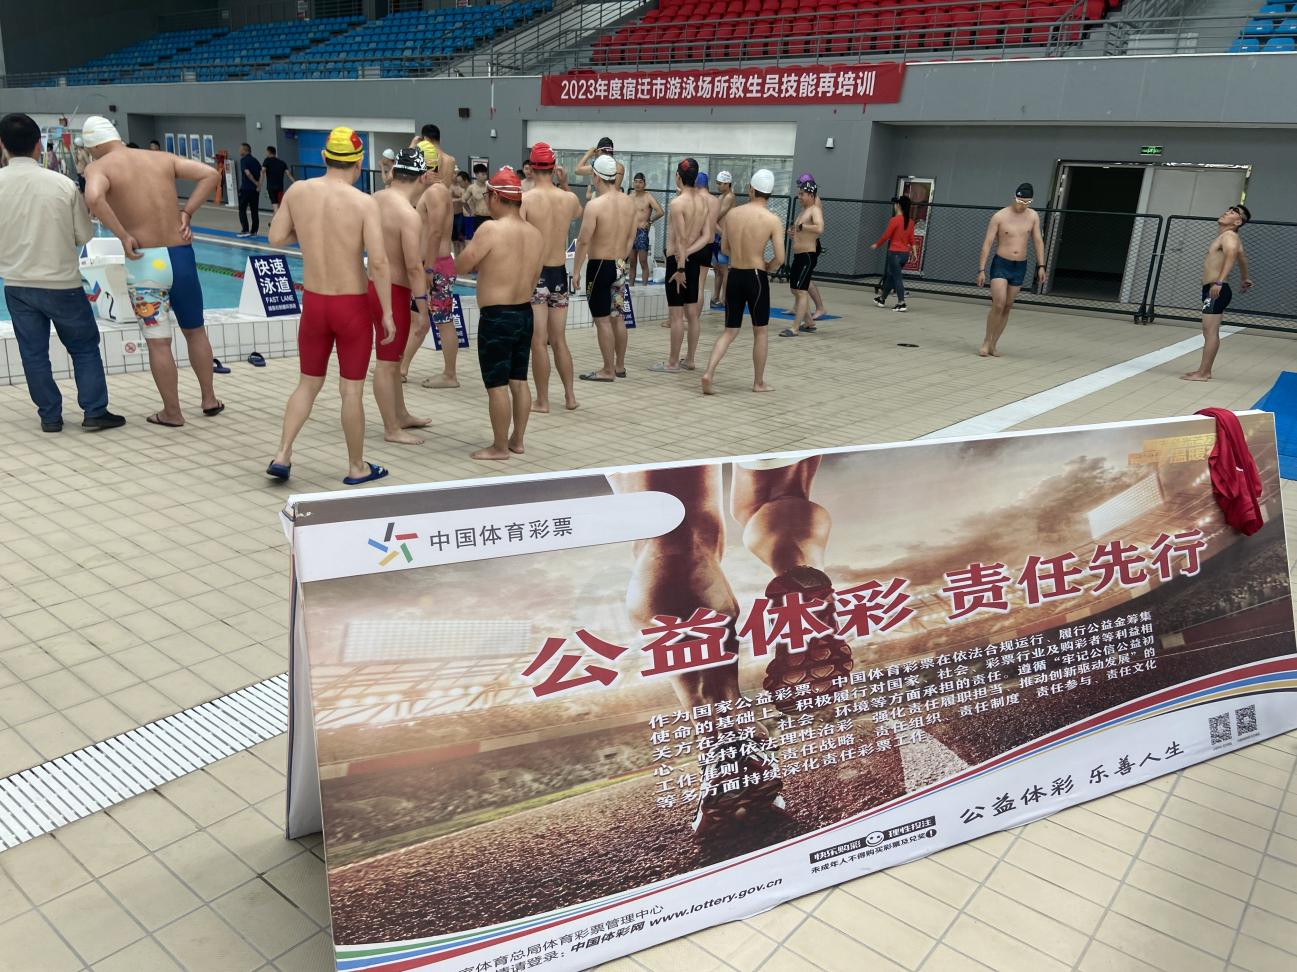 2023年度宿迁市游泳场所救生员技能再培训
快速
泳道
FAST LANE
中国体育彩票
公益体彩 责任先行
作为国家公益彩票，中国体育彩票在依法合规运行、履行公益金筹集
使命的基础上，积极履行对国家、社会、彩票行业及购彩者等利益相
关方在经济、社会、环境等方面承担的责任。遵循“牢记公信公益初
心、坚持依法理性治彩、强化责任履职担当、推动创新驱动发展”的
工作准则，从责任战略、责任组织、责任制度、责任参与、责任文化
等多方面持续深化责任彩票工作
公益体彩 乐善人生
快乐购彩 理性投注
未成年人不得购买彩票及兑奖
家体育总局体育彩票管理中心
情请登录：中国体彩网 www.lottery.gov.cn